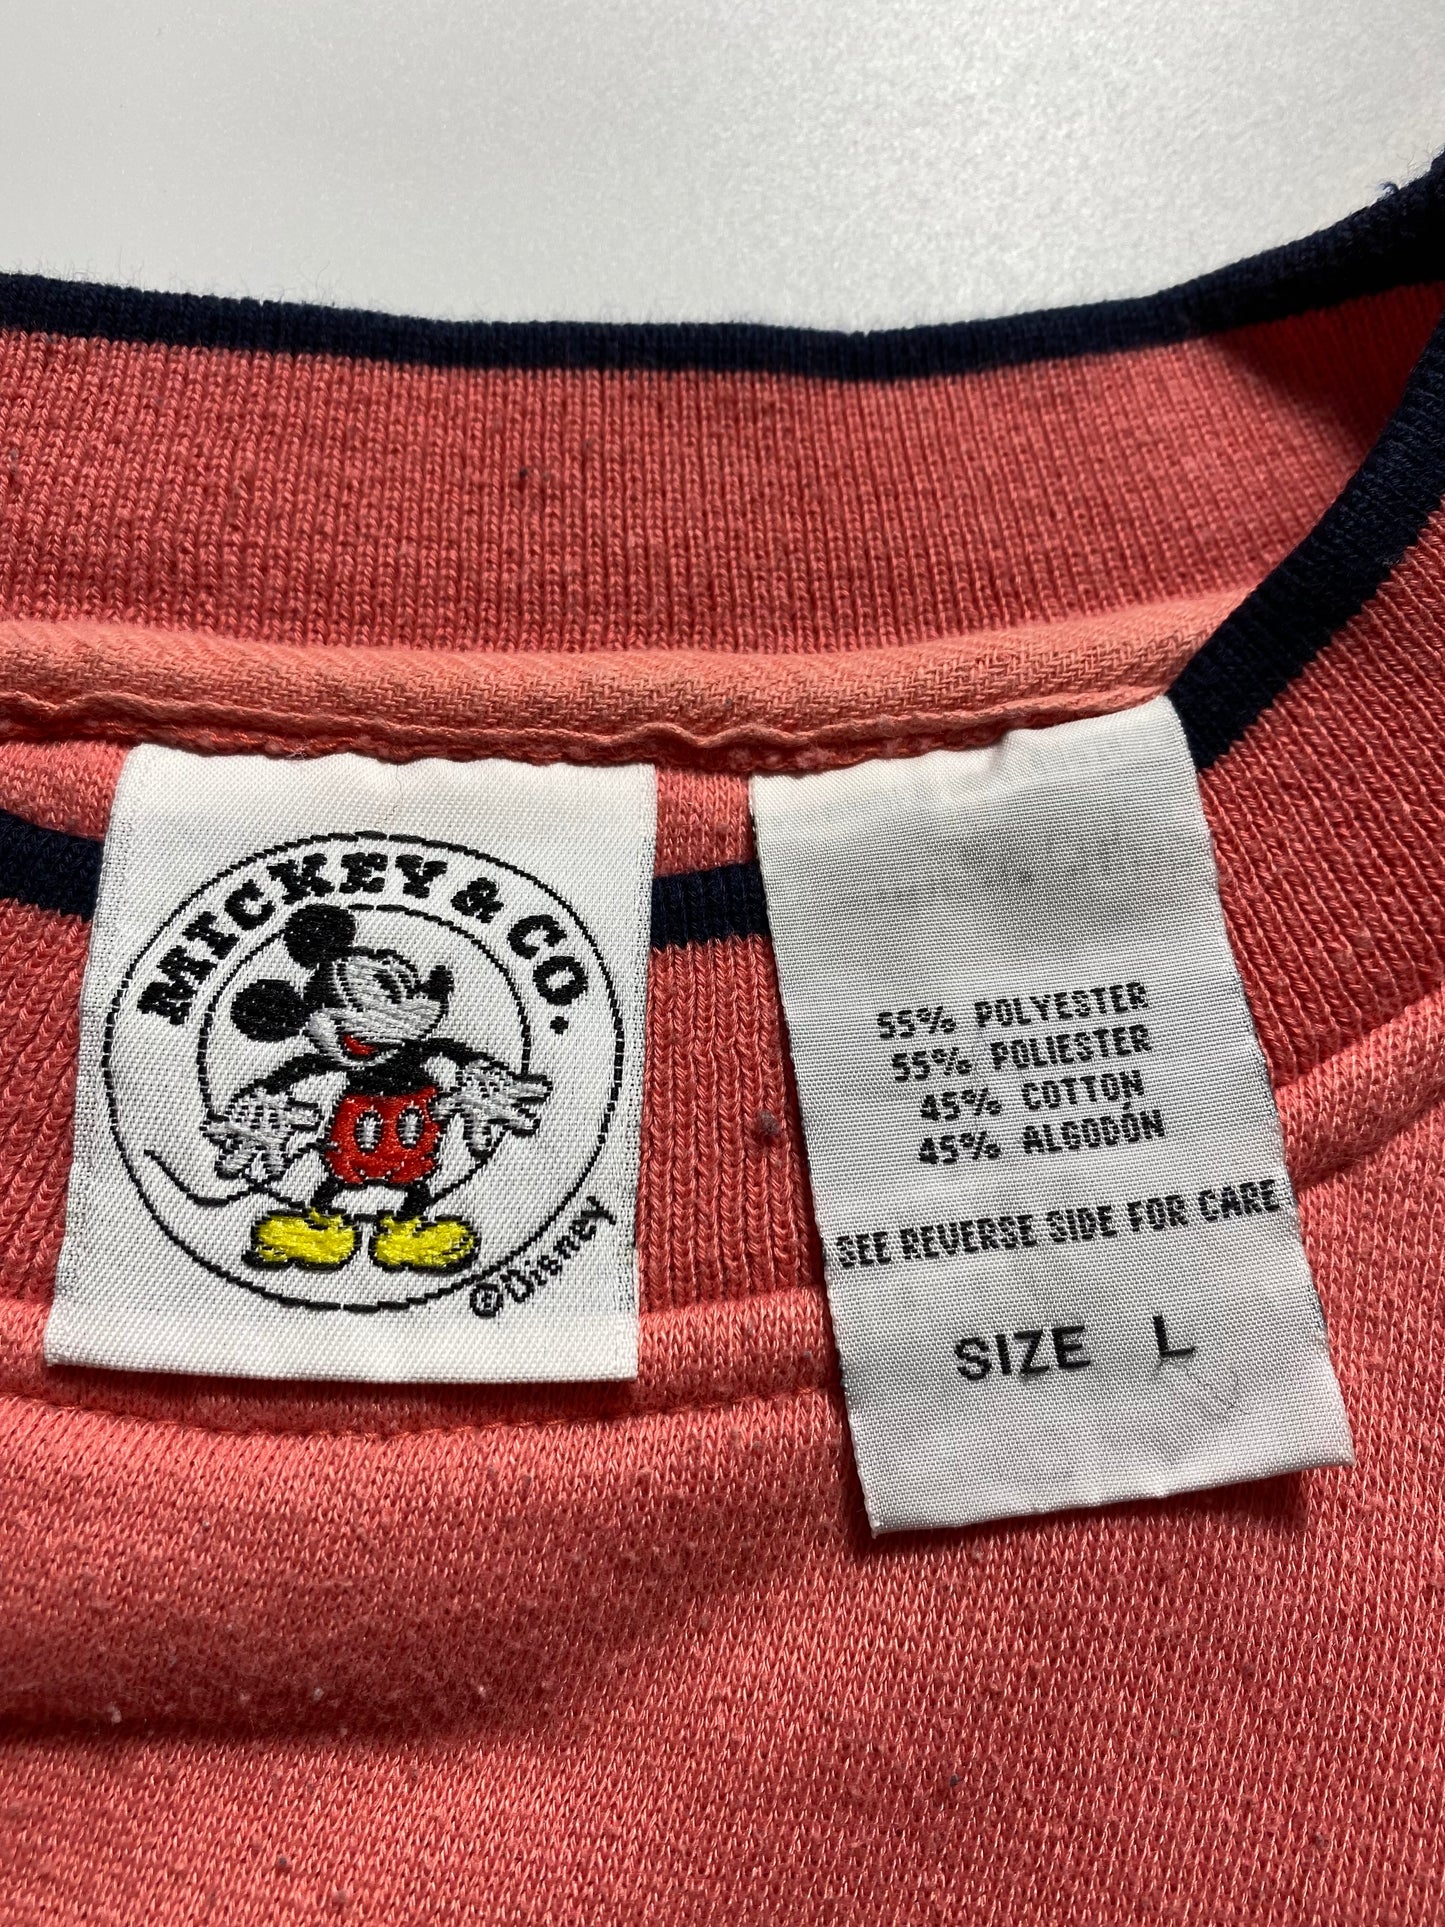 MICKEY & CO.
©Disney
55% POLYESTER
55% POLIESTER
45% COTTON
45% ALGODÓN
SEE REVERSE SIDE FOR CARE
SIZE L